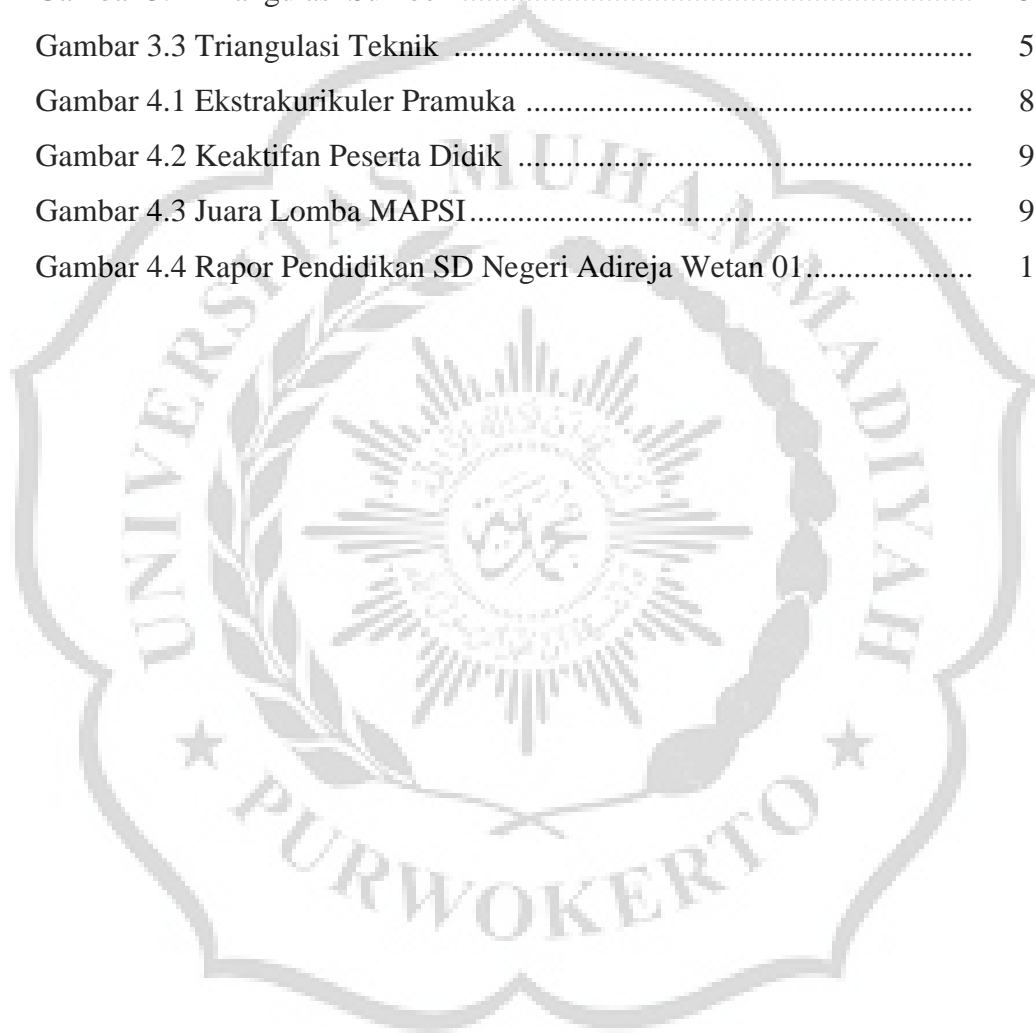 Gambar 3.3 Triangulasi Teknik ........................................................................ 5
Gambar 4.1 Ekstrakurikuler Pramuka .............................................................. 8
Gambar 4.2 Keaktifan Peserta Didik ............................................................... 9
Gambar 4.3 Juara Lomba MAPSI ...................................................................... 9
Gambar 4.4 Rapor Pendidikan SD Negeri Adireja Wetan 01....................... 1
UNIVERSITAS MUHAMMADIYAH
★ PURWOKERTO ★